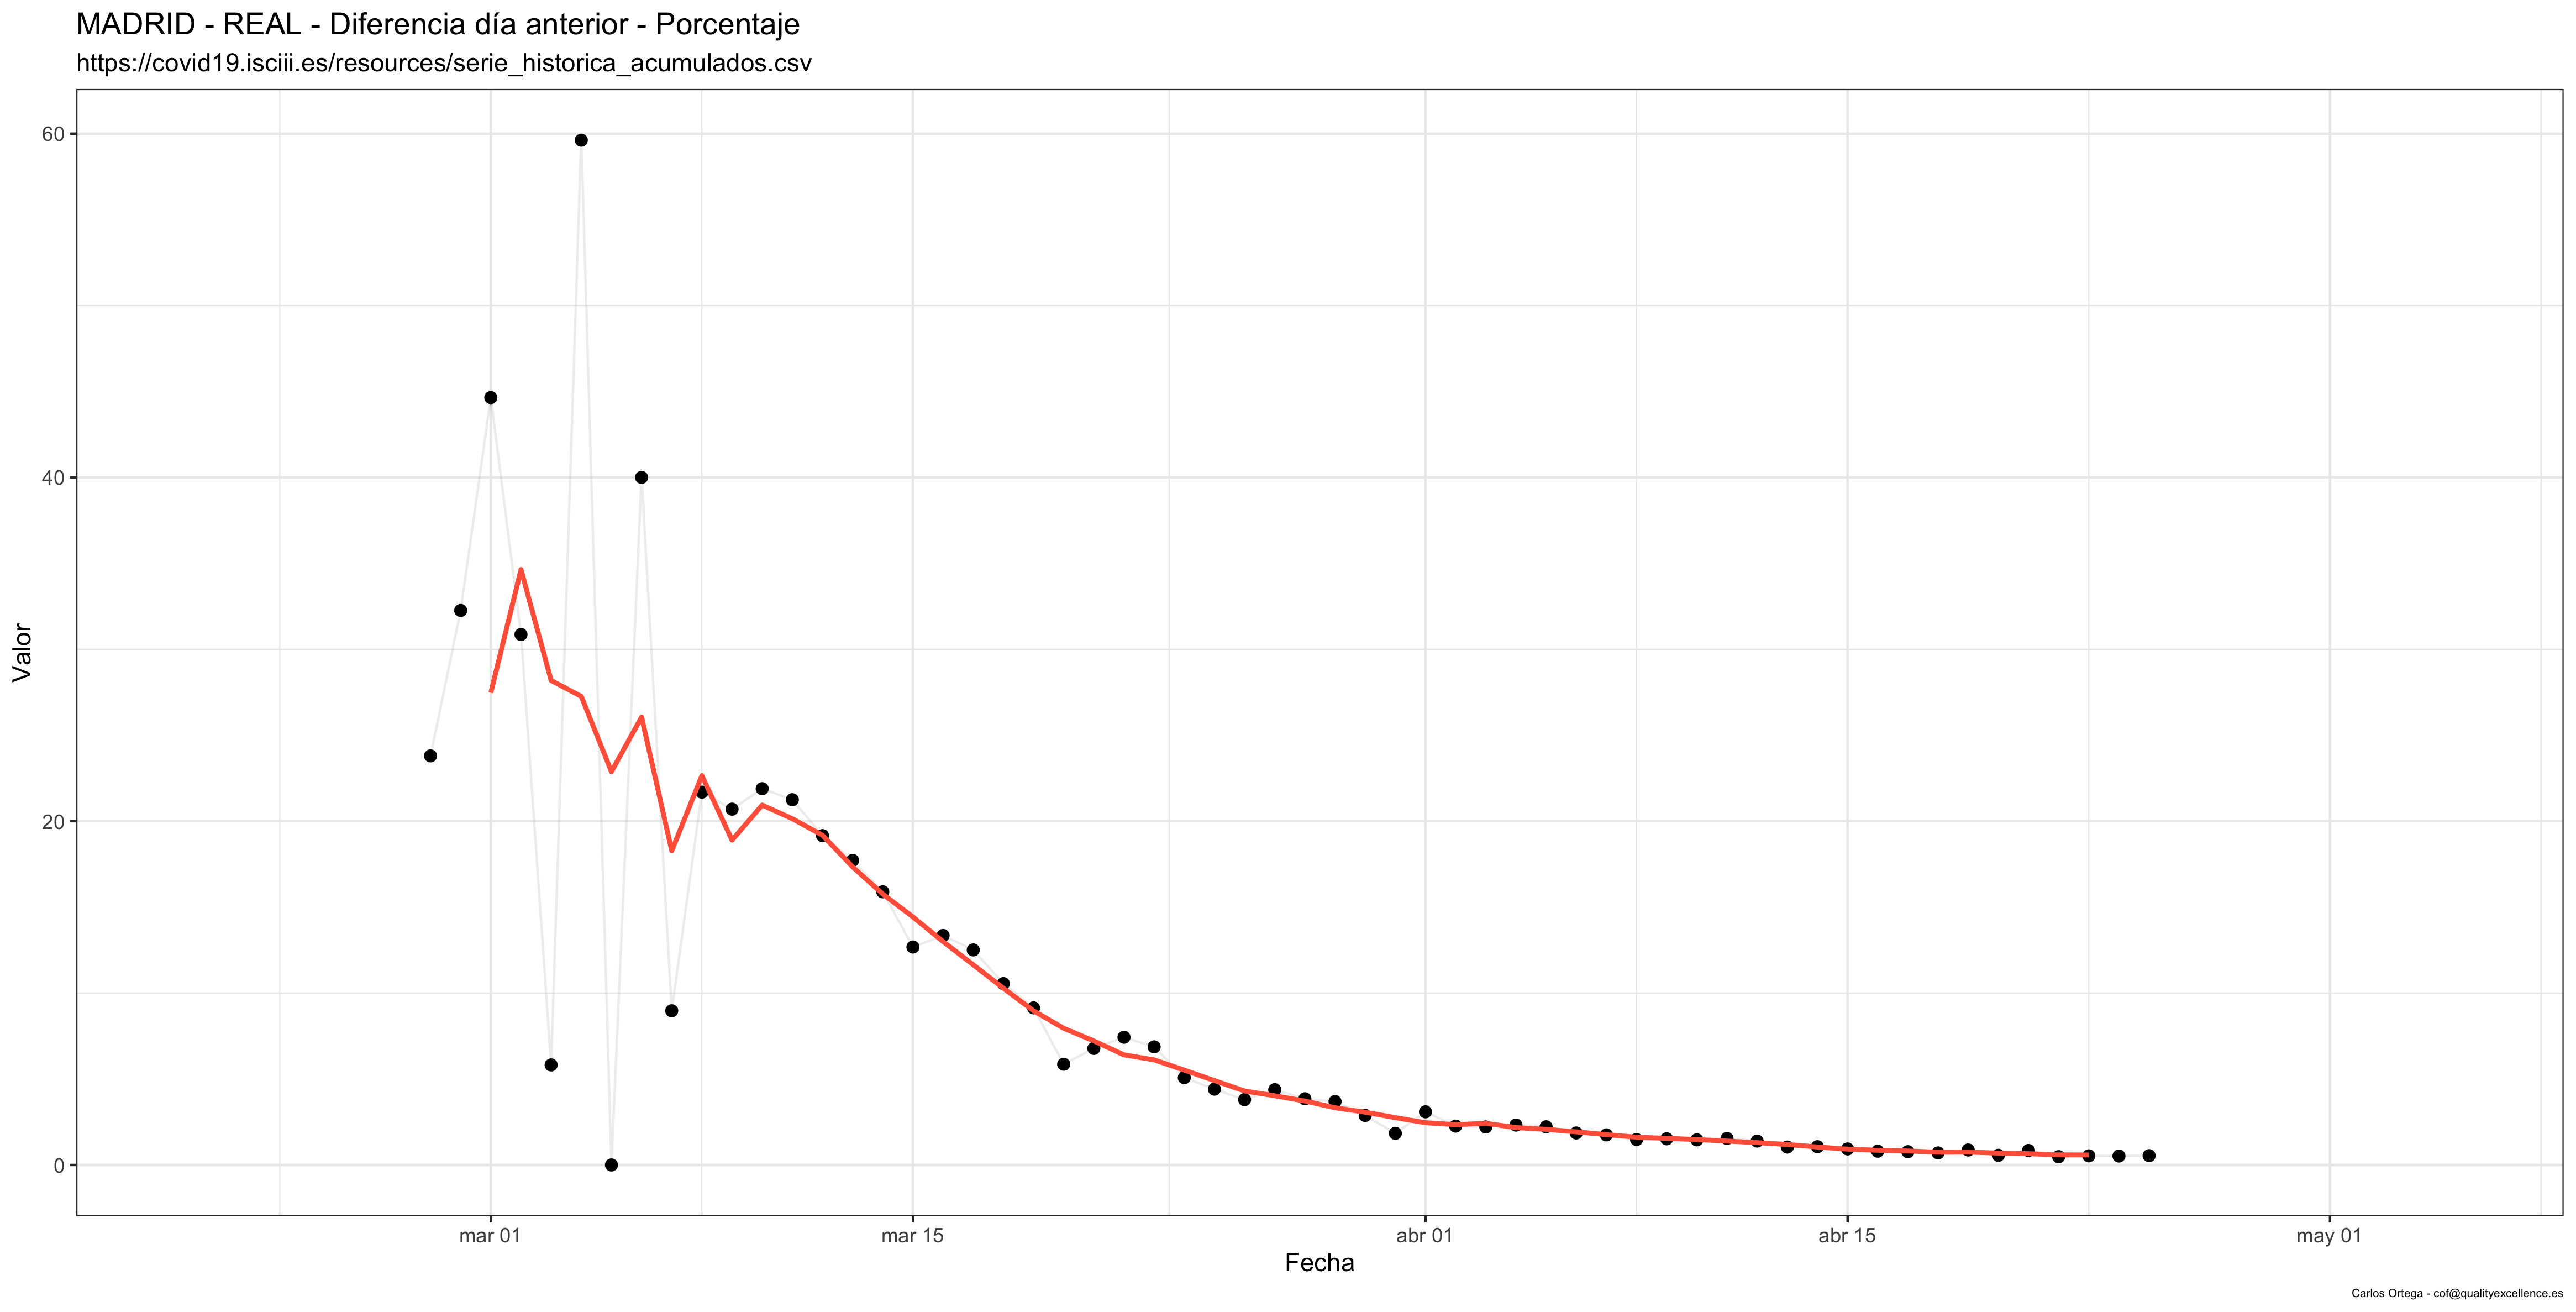 MADRID - REAL - Diferencia día anterior - Porcentaje
https://covid19.isciii.es/resources/serie_historica_acumulados.csv
60
40
20
0
Valor
mar 01
mar 15
abr 01
abr 15
may 01
Fecha
Carlos Ortega - cof@qualityexcellence.es